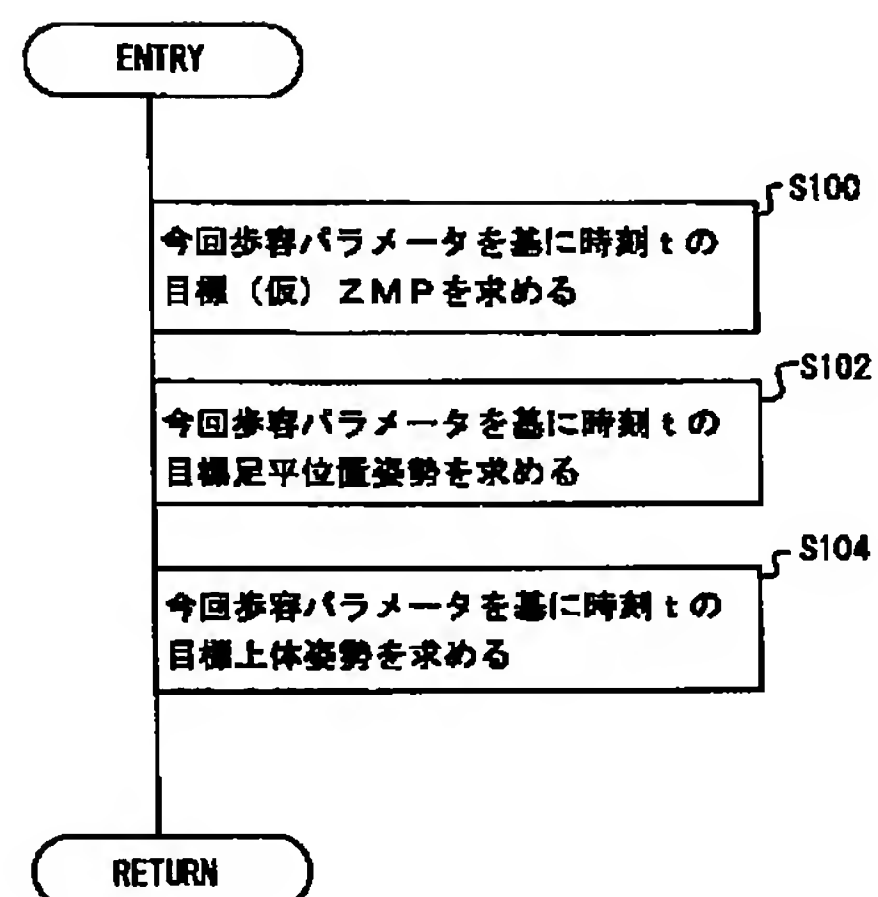 ENTRY
S100
今回歩容パラメータを基に時刻tの
目標（仮）ZMPを求める
S102
今回歩容パラメータを基に時刻tの
目標足平位置姿勢を求める
S104
今回歩容パラメータを基に時刻tの
目標上体姿勢を求める
RETURN